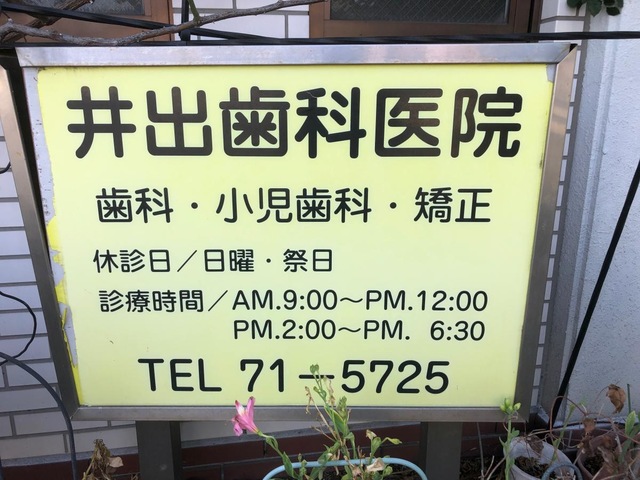 井出歯科医院
歯科・小児歯科・矯正
休診日／日曜・祭日
診療時間／AM.9:00～PM.12:00
PM.2:00～PM. 6:30
TEL 71－5725